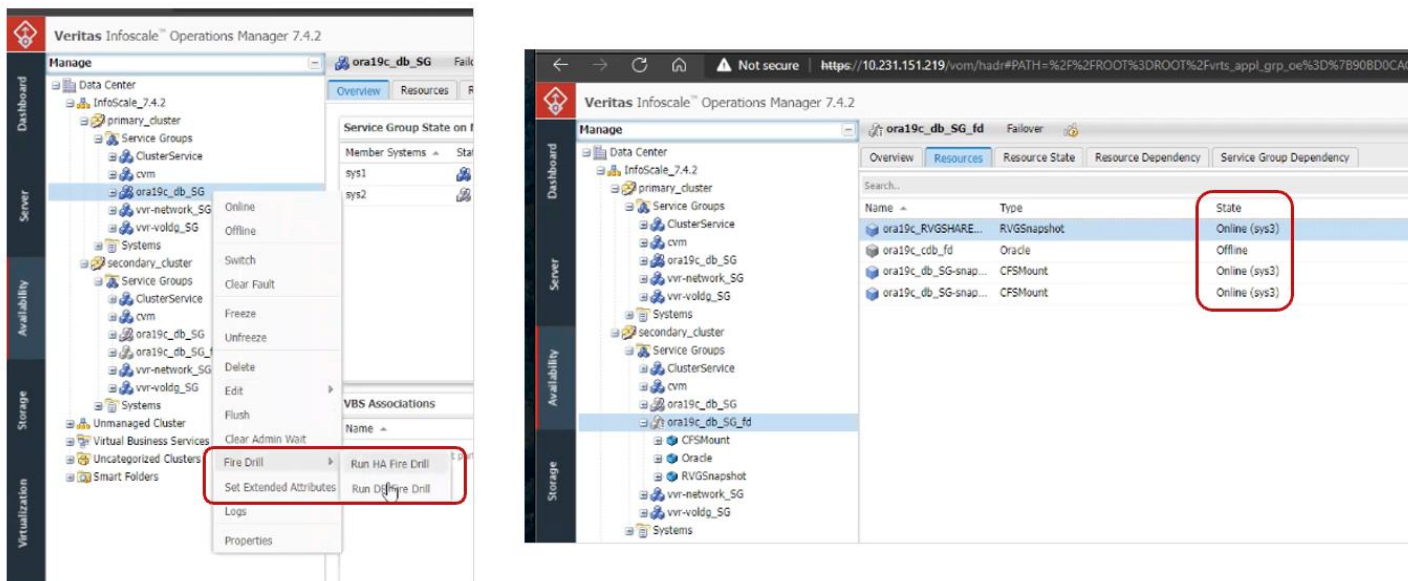 Veritas Infoscale™ Operations Manager 7.4.2
Manage
Dashboard
Server
Availability
Storage
Virtualization
Data Center
InfoScale_7.4.2
primary_cluster
Service Groups
ClusterService
cvm
ora19c_db_SG
vvr-network_SG
vvr-voldg_SG
Systems
secondary_cluster
Service Groups
ClusterService
cvm
ora19c_db_SG
ora19c_db_SG_f
vvr-network_SG
vvr-voldg_SG
Systems
Unmanaged Cluster
Virtual Business Services
Uncategorized Clusters
Smart Folders
Online
Offline
Switch
Clear Fault
Freeze
Unfreeze
Delete
Edit
Flush
Clear Admin Wait
Fire Drill
Set Extended Attributes
Logs
Properties
Run HA Fire Drill
Run DR Fire Drill
ora19c_db_SG Failo
Overview Resources R
Service Group State on
Member Systems Sta
sys1
sys2
VBS Associations
Name
Not secure https://10.231.151.219/vom/hadr#PATH=%2F%2FROOT%3DROOT%2Fvrts_appl_grp_oe%3D%7B90BD0CA
Veritas Infoscale™ Operations Manager 7.4.2
Manage
Dashboard
Server
Availability
Storage
Data Center
InfoScale_7.4.2
primary_cluster
Service Groups
ClusterService
cvm
ora19c_db_SG
vvr-network_SG
vvr-voldg_SG
Systems
secondary_cluster
Service Groups
ClusterService
cvm
ora19c_db_SG
ora19c_db_SG_fd
CFSMount
Oracle
RVGSnapshot
vvr-network_SG
vvr-voldg_SG
Systems
ora19c_db_SG_fd Failover
Overview Resources Resource State Resource Dependency Service Group Dependency
Search..
Name Type State
ora19c_RVGSHARE... RVGSnapshot Online (sys3)
ora19c_cdb_fd Oracle Offline
ora19c_db_SG-snap... CFSMount Online (sys3)
ora19c_db_SG-snap... CFSMount Online (sys3)